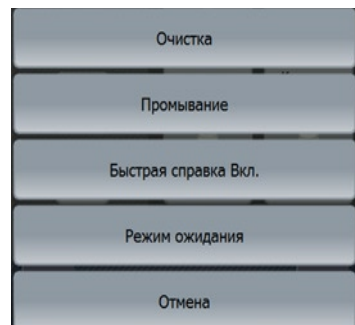 Очистка
Промывание
Быстрая справка Вкл.
Режим ожидания
Отмена